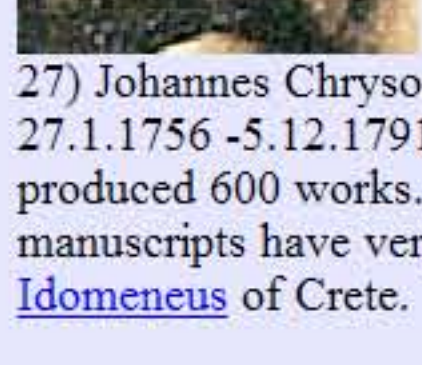 27) Johannes Chryso
27.1.1756 -5.12.1791
produced 600 works.
manuscripts have ver
Idomeneus of Crete.